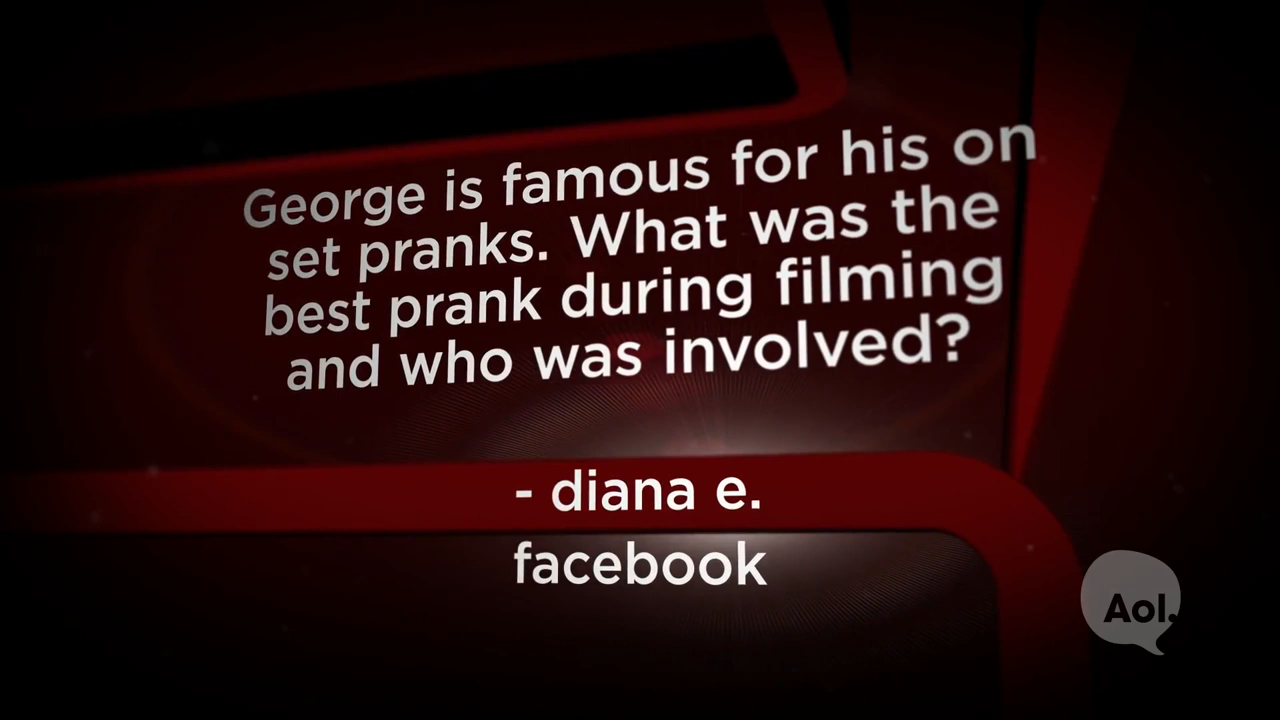 George is famous for his on
set pranks. What was the
best prank during filming
and who was involved?
- diana e.
facebook
Aol.